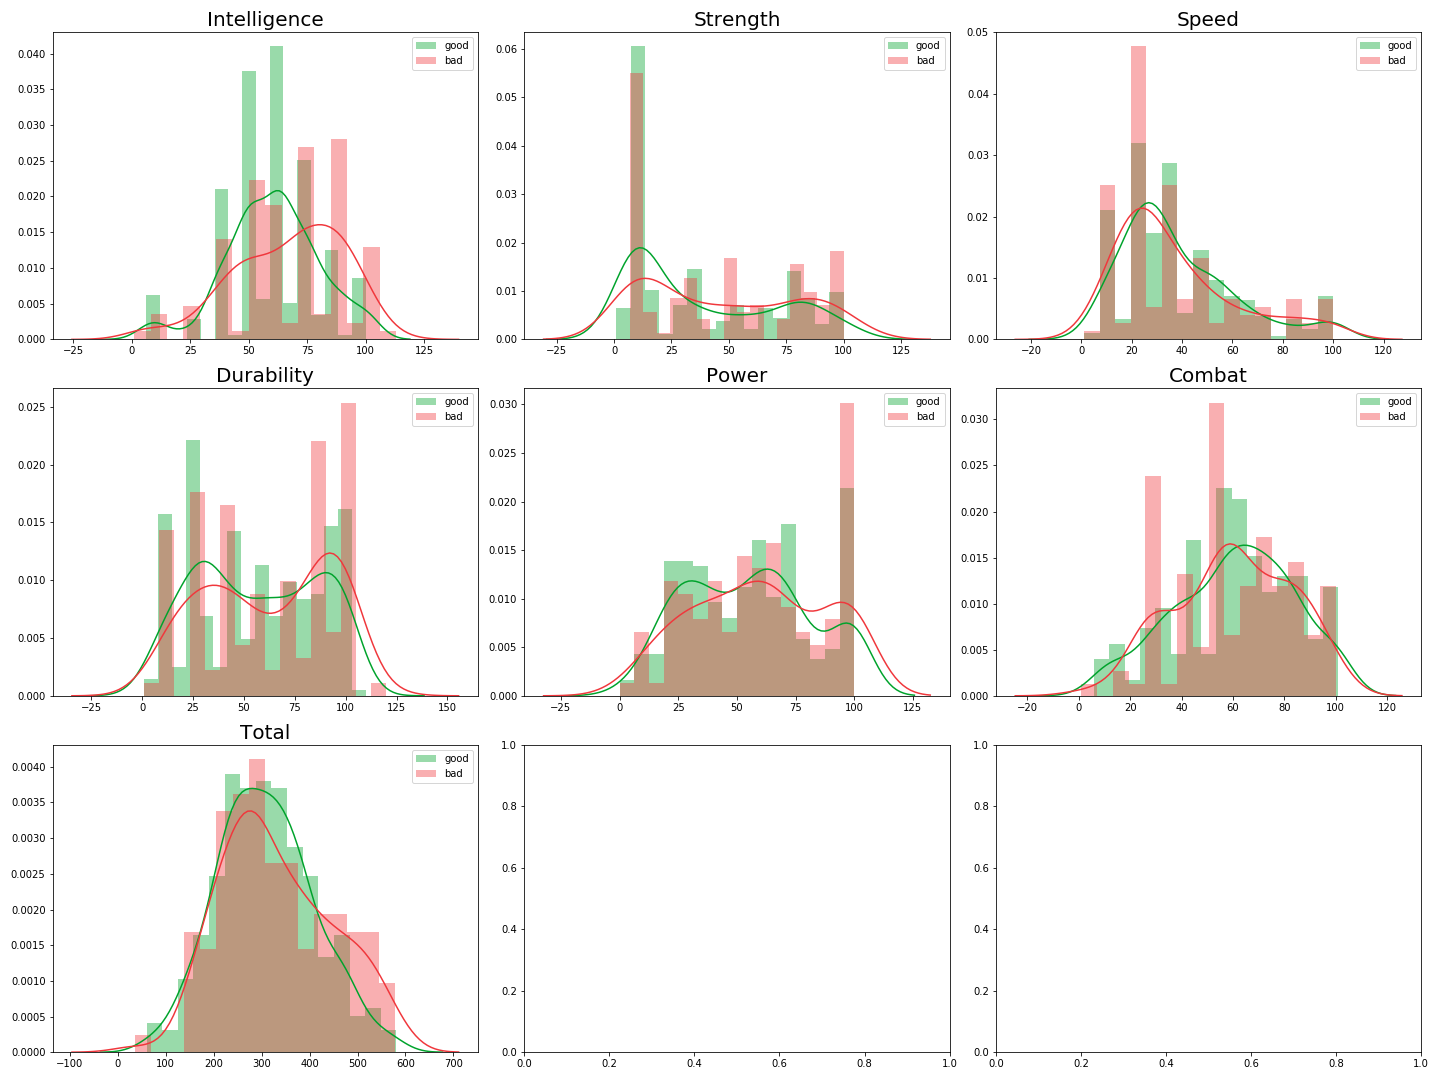 Intelligence
0.040
0.035
0.030
0.025
0.020
0.015
0.010
0.005
0.000
−25 0 25 50 75 100 125
good
bad
Strength
0.06
0.05
0.04
0.03
0.02
0.01
0.00
−25 0 25 50 75 100 125
good
bad
Speed
0.05
0.04
0.03
0.02
0.01
0.00
−20 0 20 40 60 80 100 120
good
bad
Durability
0.025
0.020
0.015
0.010
0.005
0.000
−25 0 25 50 75 100 125 150
good
bad
Power
0.030
0.025
0.020
0.015
0.010
0.005
0.000
−25 0 25 50 75 100 125
good
bad
Combat
0.030
0.025
0.020
0.015
0.010
0.005
0.000
−20 0 20 40 60 80 100 120
good
bad
Total
0.0040
0.0035
0.0030
0.0025
0.0020
0.0015
0.0010
0.0005
0.0000
−100 0 100 200 300 400 500 600 700
good
bad
1.0
0.8
0.6
0.4
0.2
0.0
0.0 0.2 0.4 0.6 0.8 1.0
1.0
0.8
0.6
0.4
0.2
0.0
0.0 0.2 0.4 0.6 0.8 1.0